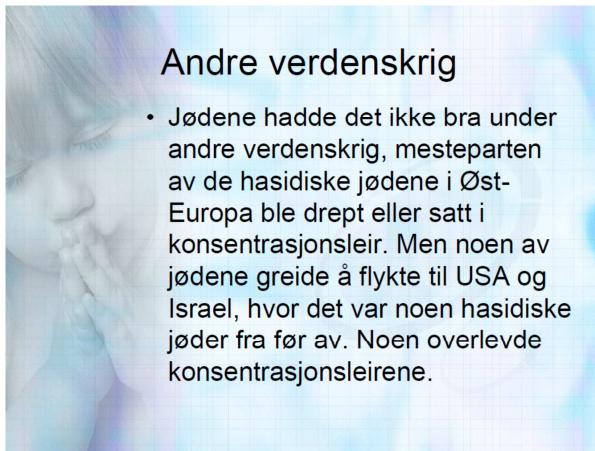 Andre verdenskrig
• Jødene hadde det ikke bra under
andre verdenskrig, mesteparten
av de hasidiske jødene i Øst-
Europa ble drept eller satt i
konsentrasjonsleir. Men noen av
jødene greide å flykte til USA og
Israel, hvor det var noen hasidiske
jøder fra før av. Noen overlevde
konsentrasjonsleirene.